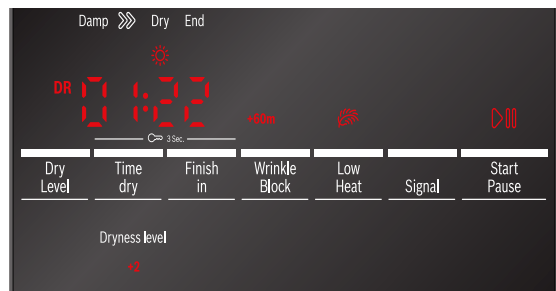 Damp Dry End
DR 01:22
+60m
3 Sec.
Dry Level
Time dry
Finish in
Wrinkle Block
Low Heat
Signal
Start Pause
Dryness level
+2